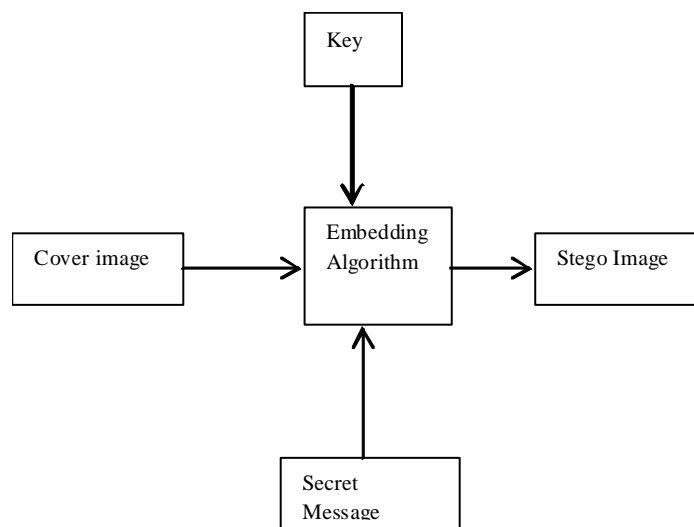 Key
Cover image
Embedding
Algorithm
Stego Image
Secret
Message